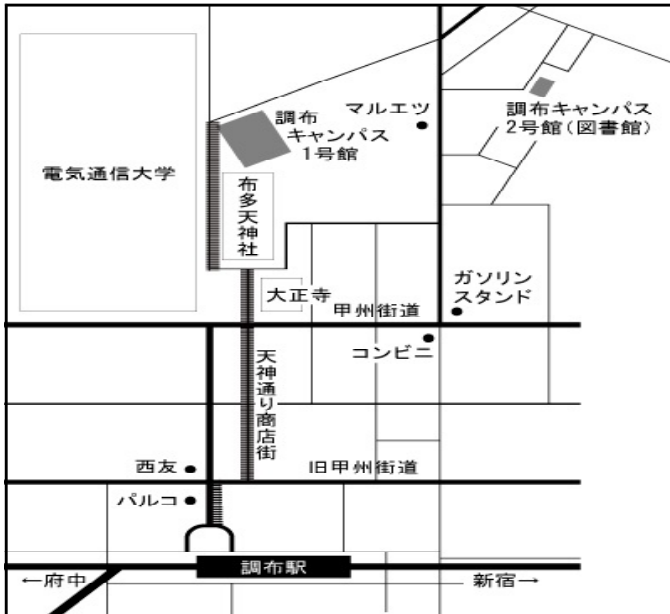 調布
キャンパス
1号館
マルエツ
調布キャンパス
2号館(図書館)
電気通信大学
布多天神社
大正寺
ガソリン
スタンド
甲州街道
コンビニ
天神通り商店街
西友
旧甲州街道
パルコ
調布駅
←府中
新宿→